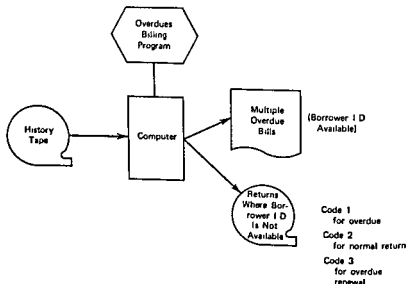 Overdues
Billing
Program
History
Tape
Computer
Multiple
Overdue
Bills
(Borrower I D
Available)
Returns
Where Bor-
rower I D
Is Not
Available
Code 1
for overdue
Code 2
for normal return
Code 3
for overdue
renewal